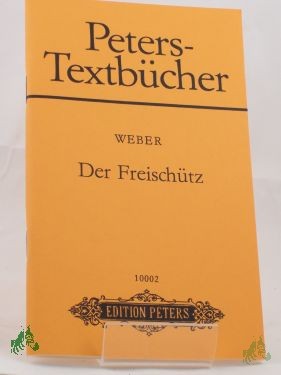 Peters-
Textbücher
WEBER
Der Freischütz
10002
EDITION PETERS